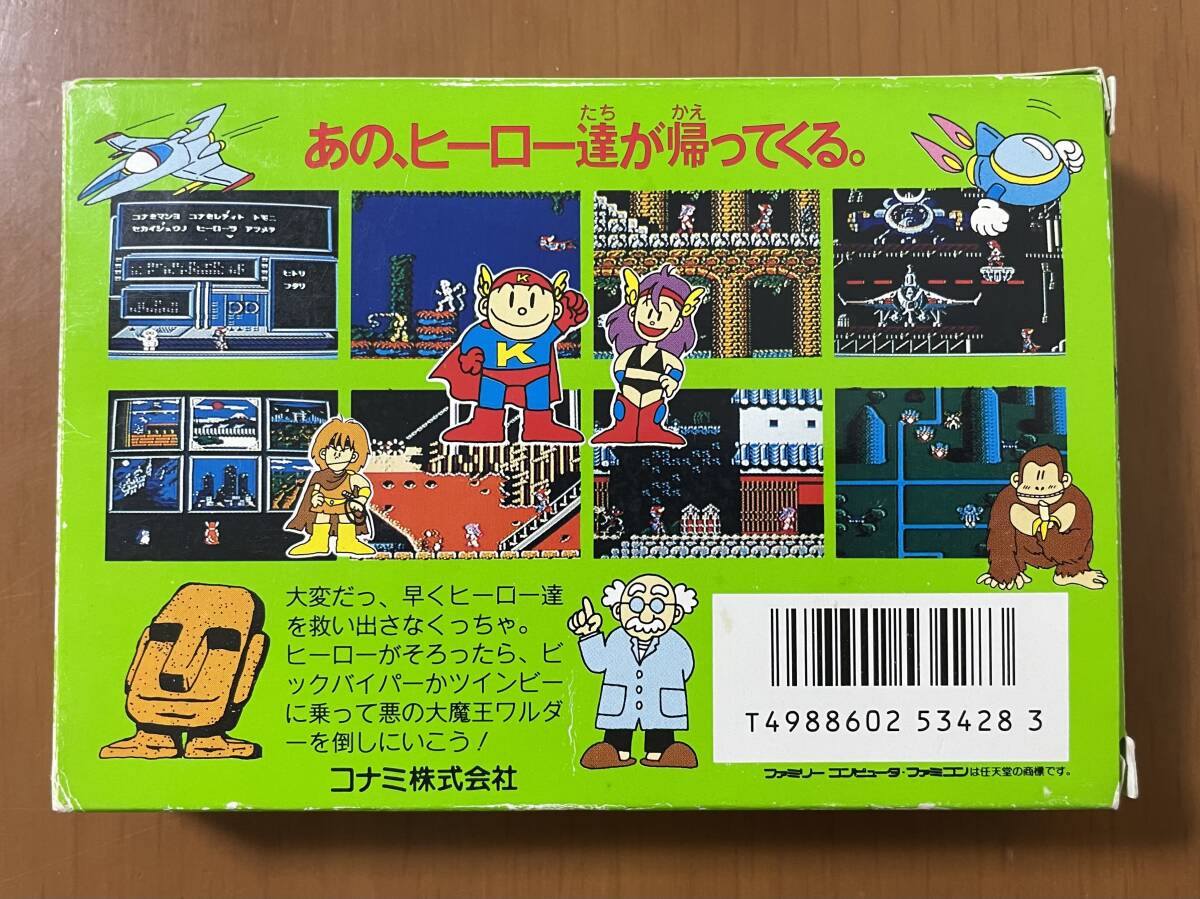 たち かえ
あの、ヒーロー達が帰ってくる。
コナミマンヨ コナミレディト トモニ
セカイジュウノ ヒーローヲ アツメテ
ヒトリ
フタリ
K
K
大変だっ、早くヒーロー達
を救い出さなくっちゃ。
ヒーローがそろったら、ビ
ックバイパーかツインビー
に乗って悪の大魔王ワルダ
ーを倒しにいこう!
コナミ株式会社
T4988602 53428 3
ファミリーコンピュータ・ファミコンは任天堂の商標です。